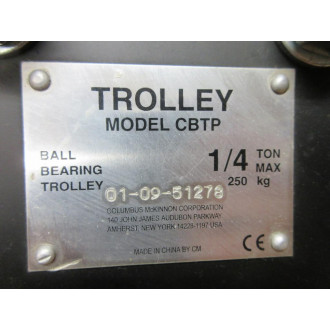 TROLLEY
MODEL CBTP
BALL BEARING TROLLEY
1/4 TON MAX
250 kg
01-09-51278
COLUMBUS McKINNON CORPORATION
140 JOHN JAMES AUDUBON PARKWAY
AMHERST, NEW YORK 14228-1197 USA
MADE IN CHINA BY CM
CE